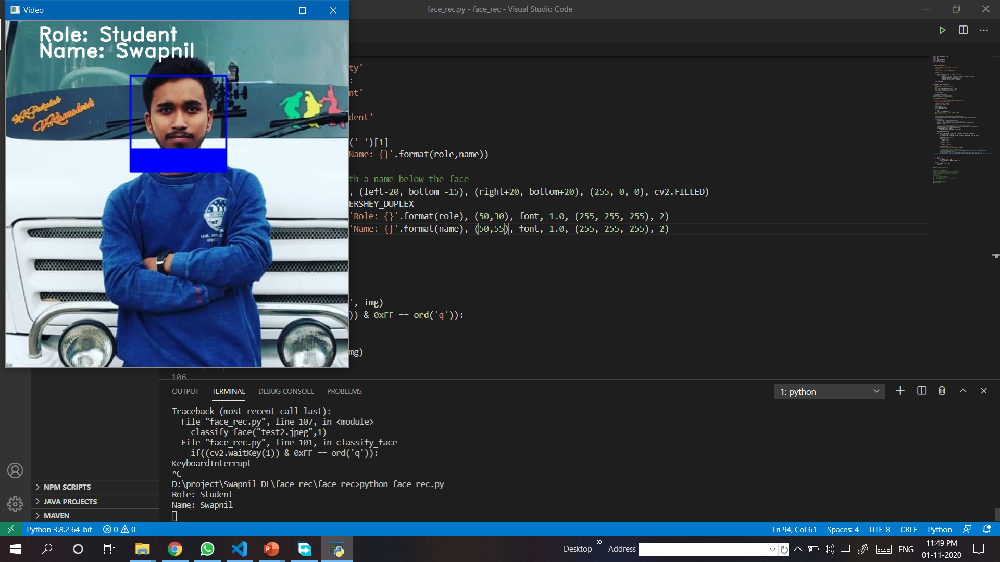 Video
face_rec.py - face_rec - Visual Studio Code
Role: Student
Name: Swapnil
V.Kamalesh
ty'
:
nt'
dent'
('-')[1]
Name: {}'.format(role,name))
th a name below the face
, (left-20, bottom -15), (right+20, bottom+20), (255, 0, 0), cv2.FILLED)
ERSHEY_DUPLEX
'Role: {}'.format(role), (50,30), font, 1.0, (255, 255, 255), 2)
'Name: {}'.format(name), (50,55), font, 1.0, (255, 255, 255), 2)
', img)
)) & 0xFF == ord('q')):
mg)
106
OUTPUT TERMINAL DEBUG CONSOLE PROBLEMS
1: python
Traceback (most recent call last):
  File "face_rec.py", line 107, in <module>
    classify_face("test2.jpeg",1)
  File "face_rec.py", line 101, in classify_face
    if((cv2.waitKey(1)) & 0xFF == ord('q')):
KeyboardInterrupt
^C
D:\project\Swapnil DL\face_rec\face_rec>python face_rec.py
Role: Student
Name: Swapnil
NPM SCRIPTS
JAVA PROJECTS
MAVEN
Python 3.8.2 64-bit 0 0
Ln 94, Col 61 Spaces: 4 UTF-8 CRLF Python
Desktop Address ENG
11:49 PM
01-11-2020